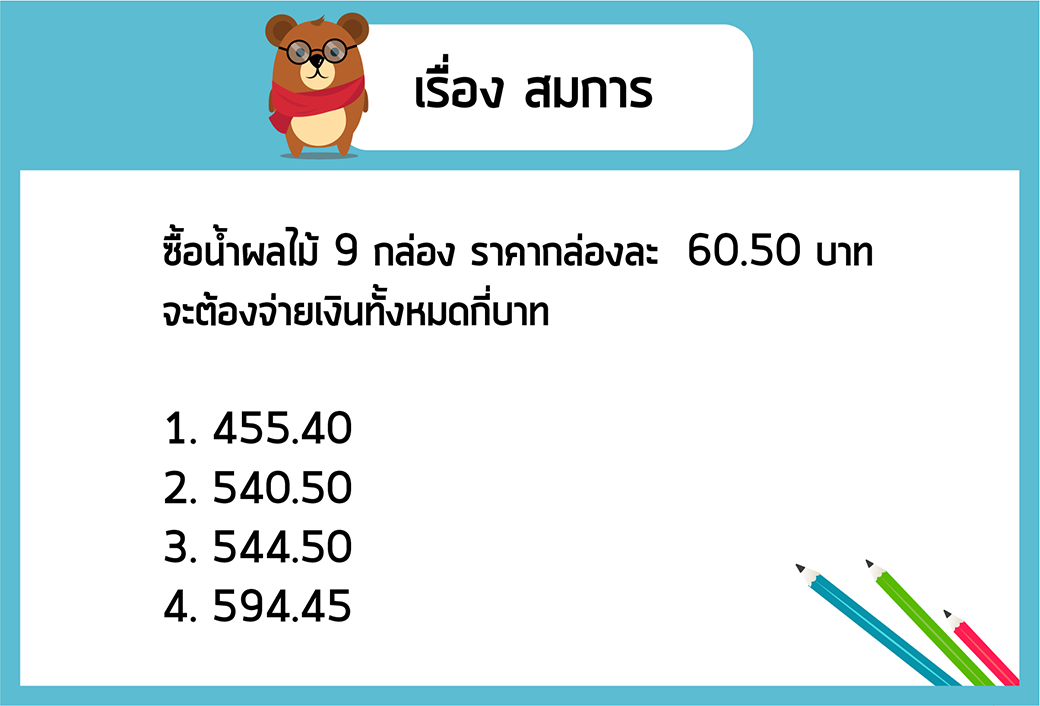 เรื่อง สมการ
ซื้อน้ำผลไม้ 9 กล่อง ราคากล่องละ 60.50 บาท
จะต้องจ่ายเงินทั้งหมดกี่บาท
1. 455.40
2. 540.50
3. 544.50
4. 594.45